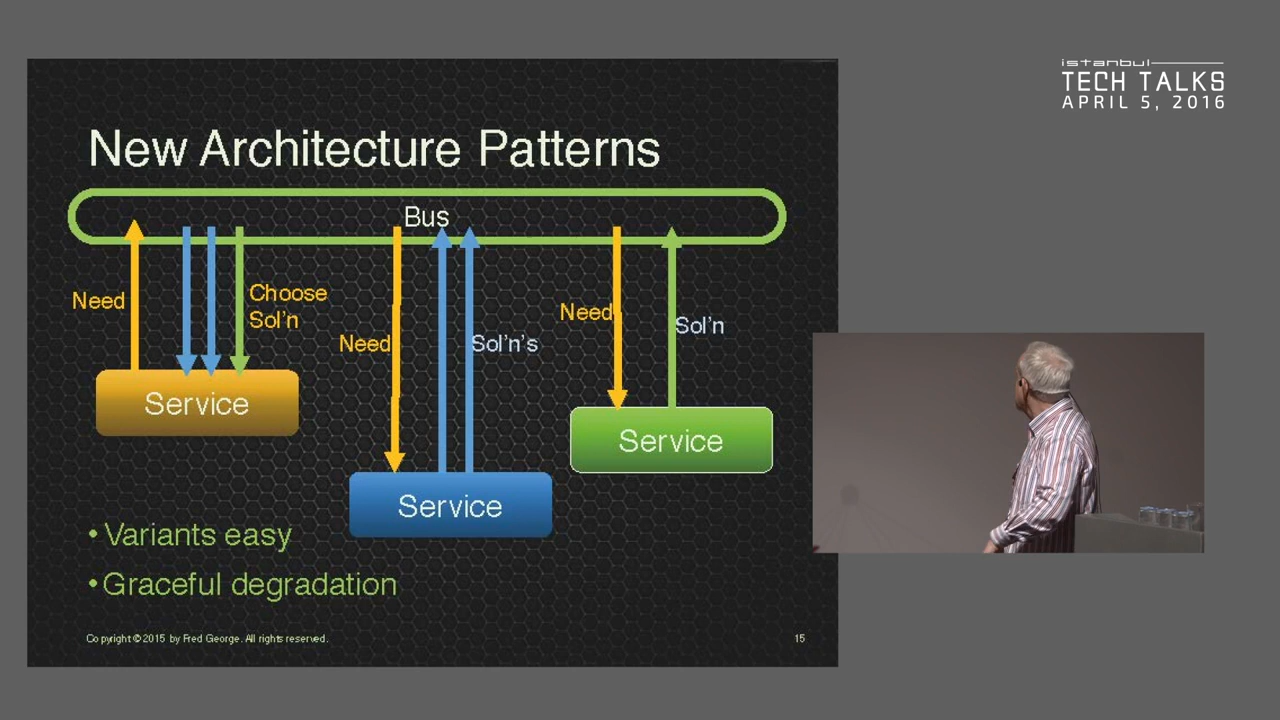 istanbul
TECH TALKS
APRIL 5, 2016
New Architecture Patterns
Bus
Need
Choose
Sol'n
Need
Sol'n's
Need
Sol'n
Service
Service
Service
• Variants easy
• Graceful degradation
Copyright © 2015 by Fred George. All rights reserved.
15